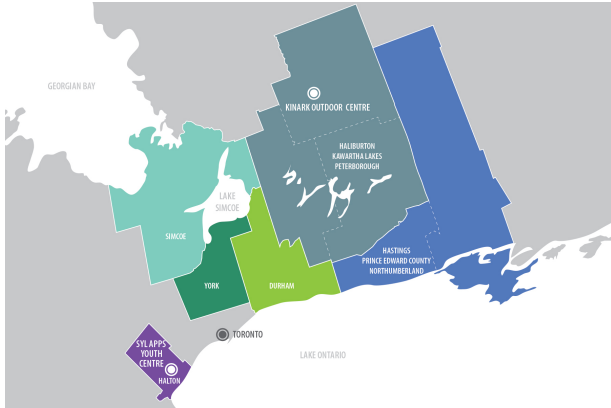 GEORGIAN BAY
KINARK OUTDOOR CENTRE
HALIBURTON
KAWARTHA LAKES
PETERBOROUGH
LAKE
SIMCOE
SIMCOE
HASTINGS
PRINCE EDWARD COUNTY
NORTHUMBERLAND
YORK
DURHAM
TORONTO
SYL APPS
YOUTH
CENTRE
HALTON
LAKE ONTARIO